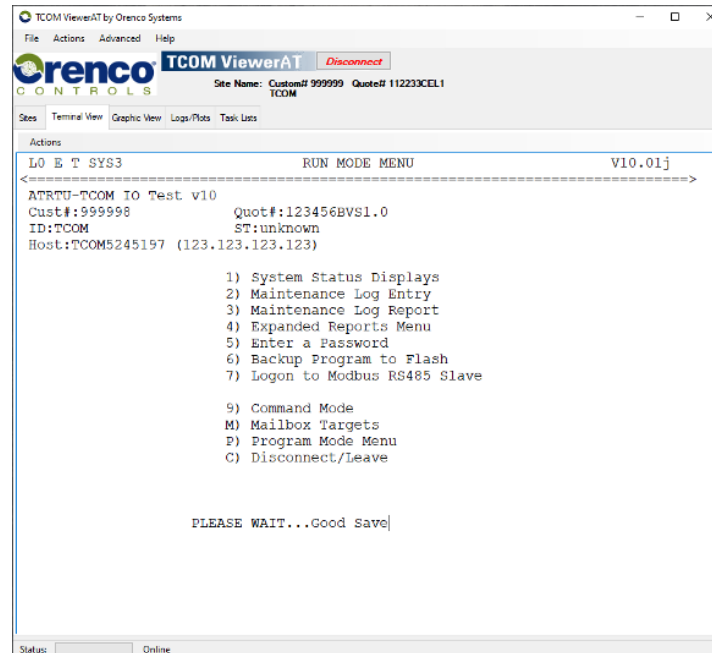 TCOM ViewerAT by Orenco Systems
File Actions Advanced Help
Orenco CONTROLS
TCOM ViewerAT Disconnect
Site Name: Custom# 999999 Quote# 112233CEL1
TCOM
Sites Terminal View Graphic View Logs/Plots Task Lists
Actions
L0 E T SYS3 RUN MODE MENU V10.01j
<==========================================================================>
ATRTU-TCOM IO Test v10
Cust#:999998 Quot#:123456BVS1.0
ID:TCOM ST:unknown
Host:TCOM5245197 (123.123.123.123)
1) System Status Displays
2) Maintenance Log Entry
3) Maintenance Log Report
4) Expanded Reports Menu
5) Enter a Password
6) Backup Program to Flash
7) Logon to Modbus RS485 Slave
9) Command Mode
M) Mailbox Targets
P) Program Mode Menu
C) Disconnect/Leave
PLEASE WAIT...Good Save
Status: Online